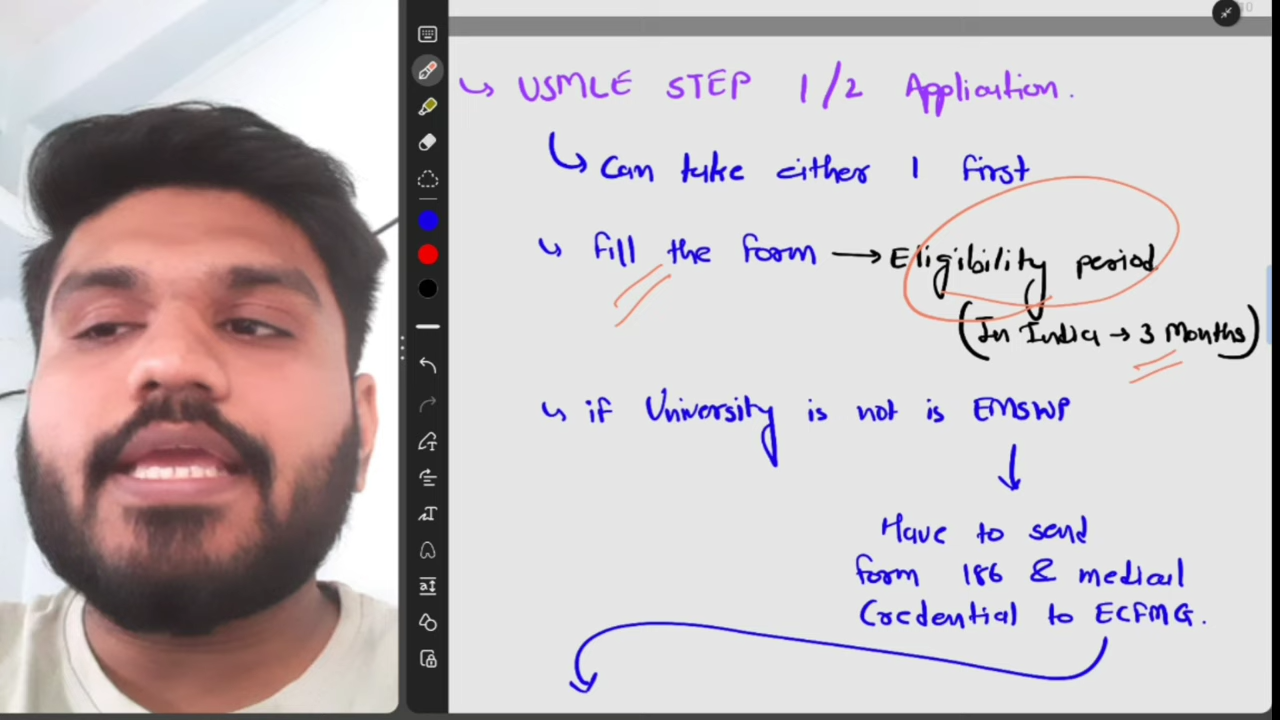 USMLE STEP 1/2 Application.
Can take either 1 first
fill the form → Eligibility period
(In India → 3 Months)
if University is not is EMSWP
Have to send
form 186 & medical
Credential to ECFMG.